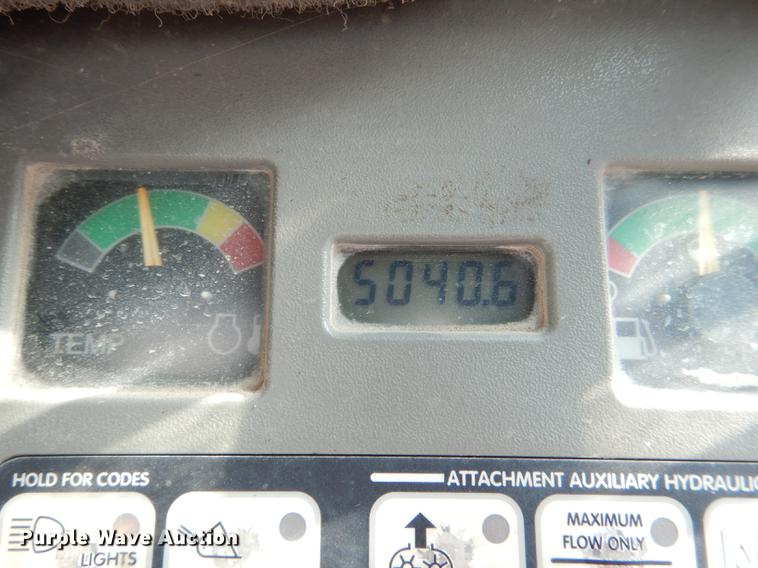 5040.6
TEMP
HOLD FOR CODES
ATTACHMENT AUXILIARY HYDRAULIC
LIGHTS
MAXIMUM
FLOW ONLY
Purple Wave Auction